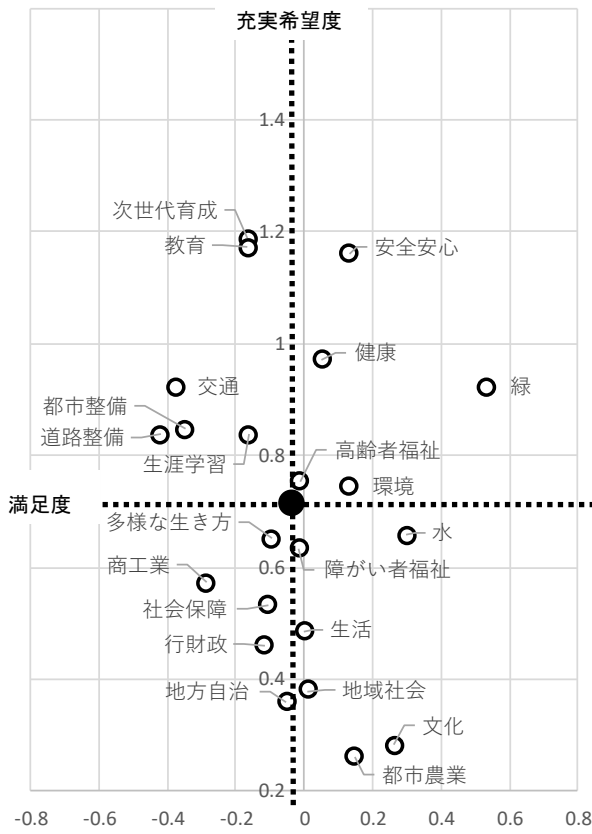 充実希望度
1.4
次世代育成
1.2
教育
安全安心
1
健康
交通
緑
都市整備
道路整備
生涯学習
0.8
高齢者福祉
環境
満足度
多様な生き方
水
商工業
0.6
障がい者福祉
社会保障
生活
行財政
0.4
地方自治
地域社会
文化
都市農業
0.2
-0.8 -0.6 -0.4 -0.2 0 0.2 0.4 0.6 0.8